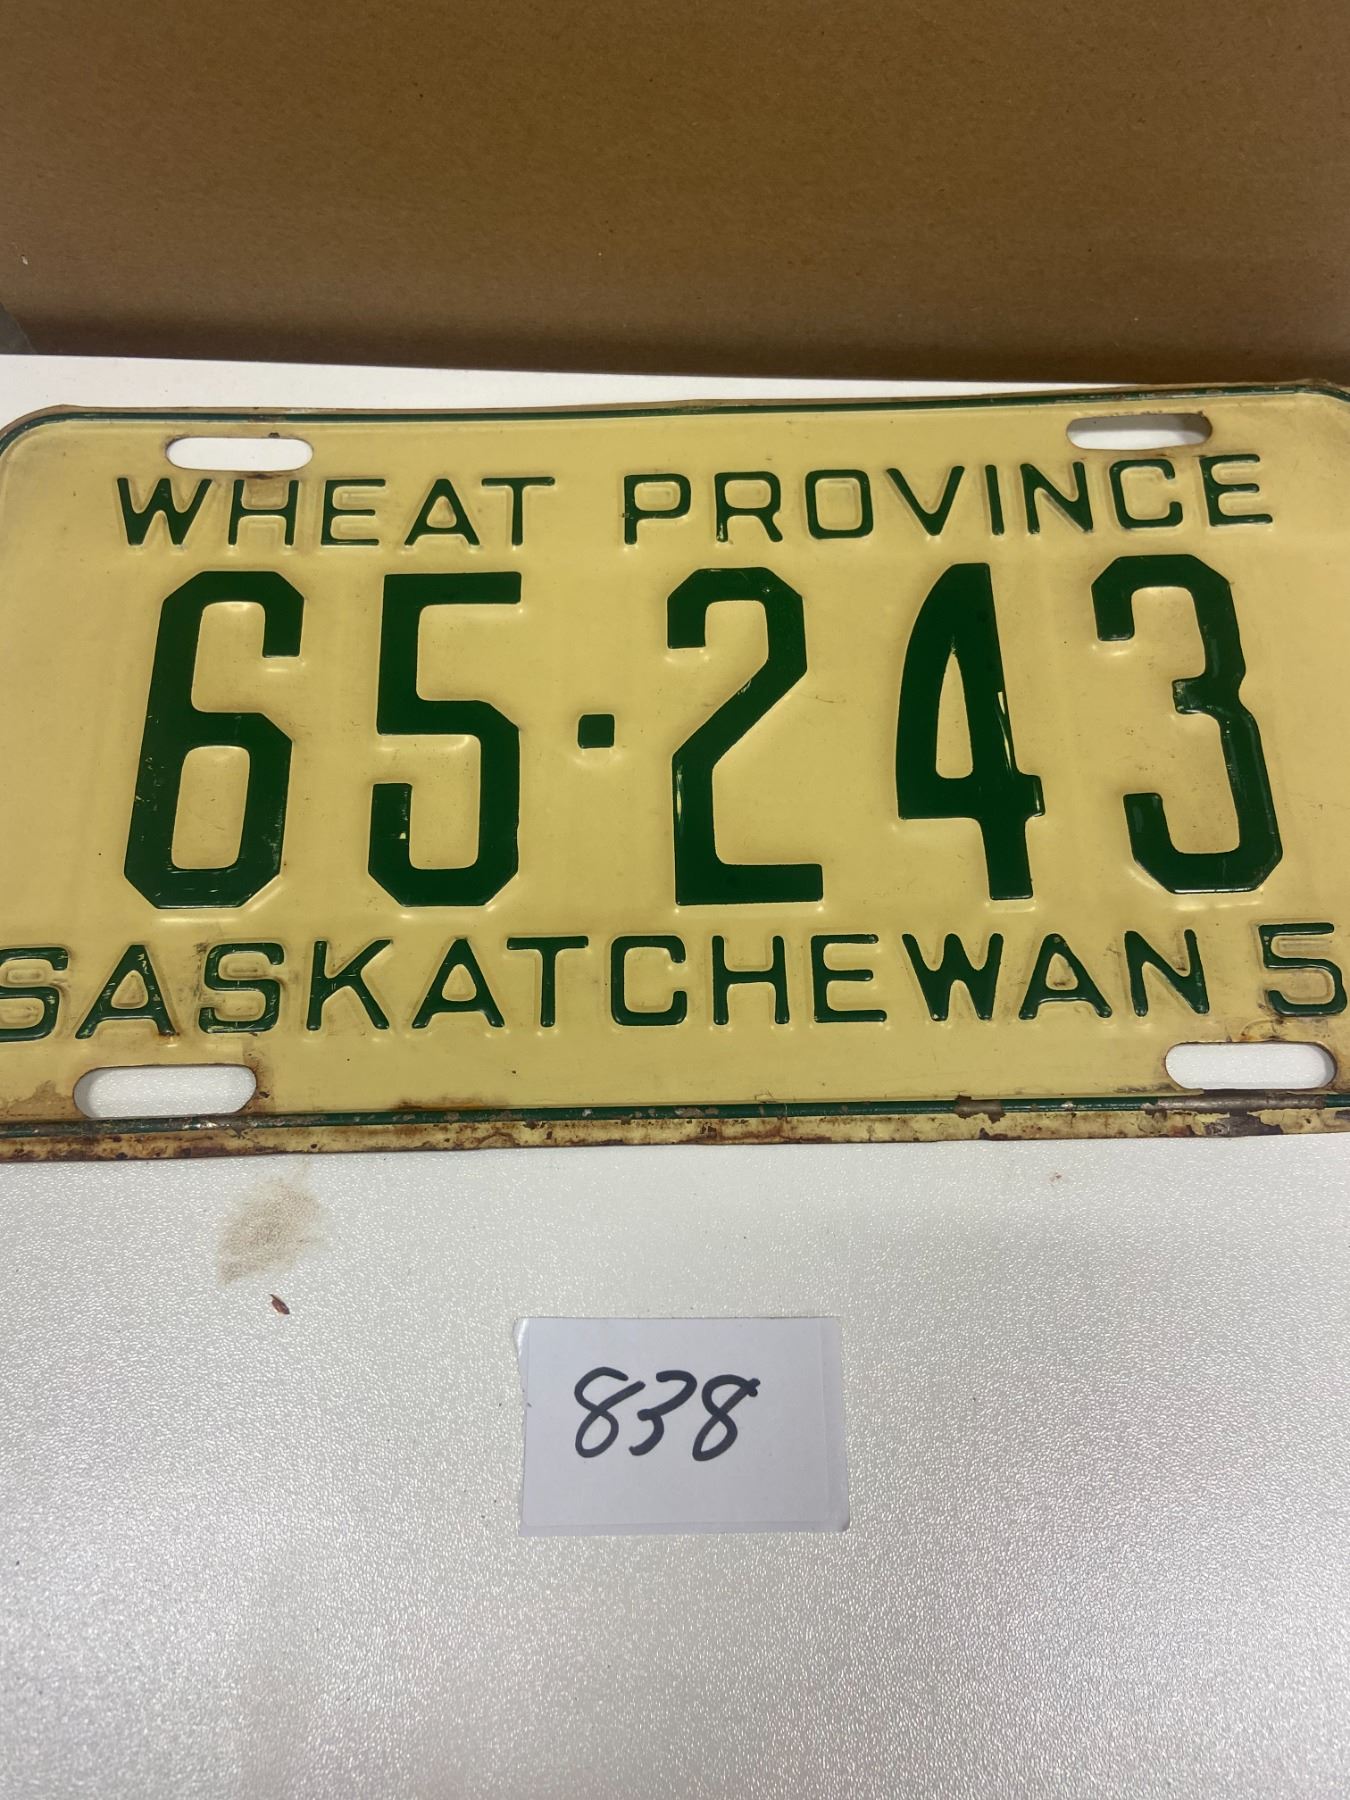 WHEAT PROVINCE
65·243
SASKATCHEWAN 5
838